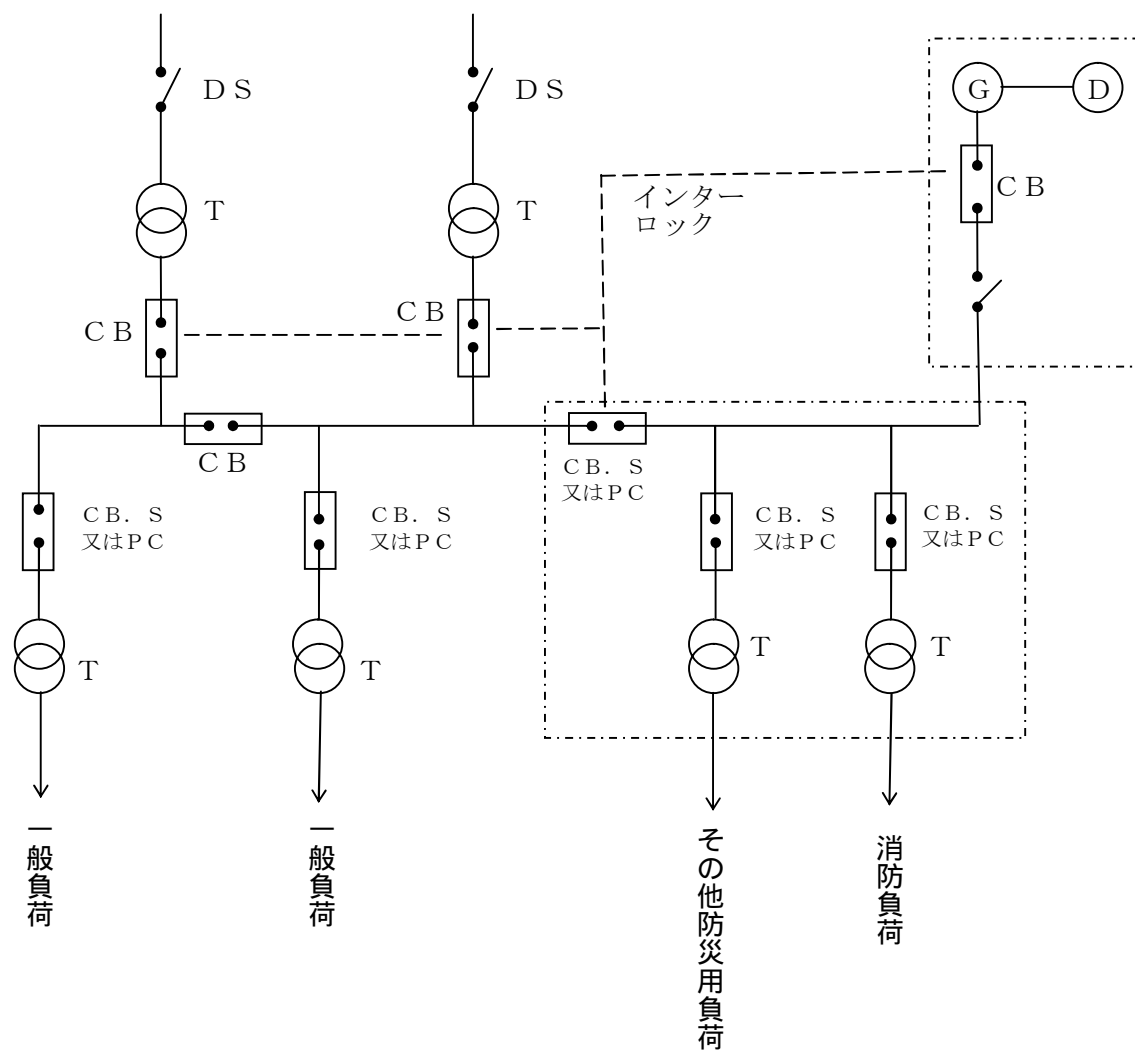 ＤＳ
ＤＳ
Ｇ
Ｄ
ＣＢ
インター
ロック
Ｔ
Ｔ
ＣＢ
ＣＢ
ＣＢ
ＣＢ．Ｓ
又はＰＣ
ＣＢ．Ｓ
又はＰＣ
ＣＢ．Ｓ
又はＰＣ
ＣＢ．Ｓ
又はＰＣ
ＣＢ．Ｓ
又はＰＣ
Ｔ
Ｔ
Ｔ
Ｔ
一般負荷
一般負荷
その他防災用負荷
消防負荷